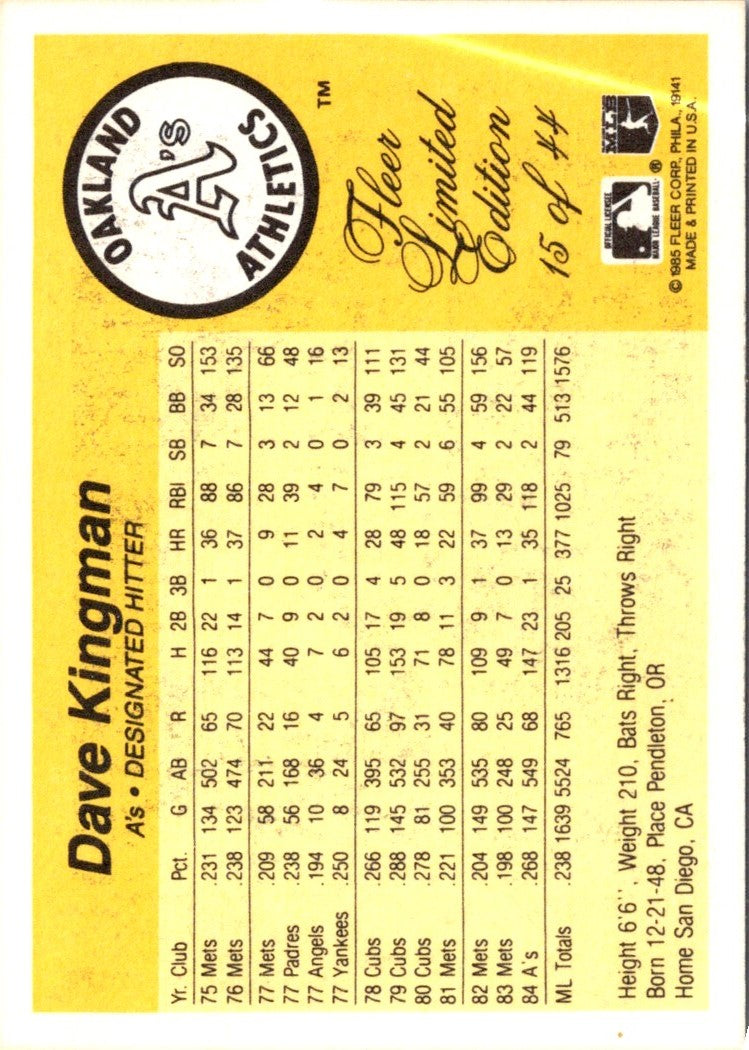 Dave Kingman
A's • DESIGNATED HITTER
OAKLAND
A's
ATHLETICS
TM
Fleer
Limited
Edition
15 of 44
Yr. Club Pct. G AB R H 2B 3B HR RBI SB BB SO
75 Mets .231 134 502 65 116 22 1 36 88 7 34 153
76 Mets .238 123 474 70 113 14 1 37 86 7 28 135
77 Mets .209 58 211 22 44 7 0 9 28 3 13 66
77 Padres .238 56 168 16 40 9 0 11 39 2 12 48
77 Angels .194 10 36 4 7 2 0 2 4 0 1 16
77 Yankees .250 8 24 5 6 2 0 4 7 0 2 13
78 Cubs .266 119 395 65 105 17 4 28 79 3 39 111
79 Cubs .288 145 532 97 153 19 5 48 115 4 45 131
80 Cubs .278 81 255 31 71 8 0 18 57 2 21 44
81 Mets .221 100 353 40 78 11 3 22 59 6 55 105
82 Mets .204 149 535 80 109 9 1 37 99 4 59 156
83 Mets .198 100 248 25 49 7 0 13 29 2 22 57
84 A's .268 147 549 68 147 23 1 35 118 2 44 119
ML Totals .238 1639 5524 765 1316 205 25 377 1025 79 513 1576
Height 6'6'', Weight 210, Bats Right, Throws Right
Born 12-21-48, Place Pendleton, OR
Home San Diego, CA
OFFICIAL LICENSEE
MAJOR LEAGUE BASEBALL
®
MLB
© 1985 FLEER CORP., PHILA., 19141
MADE & PRINTED IN U.S.A.